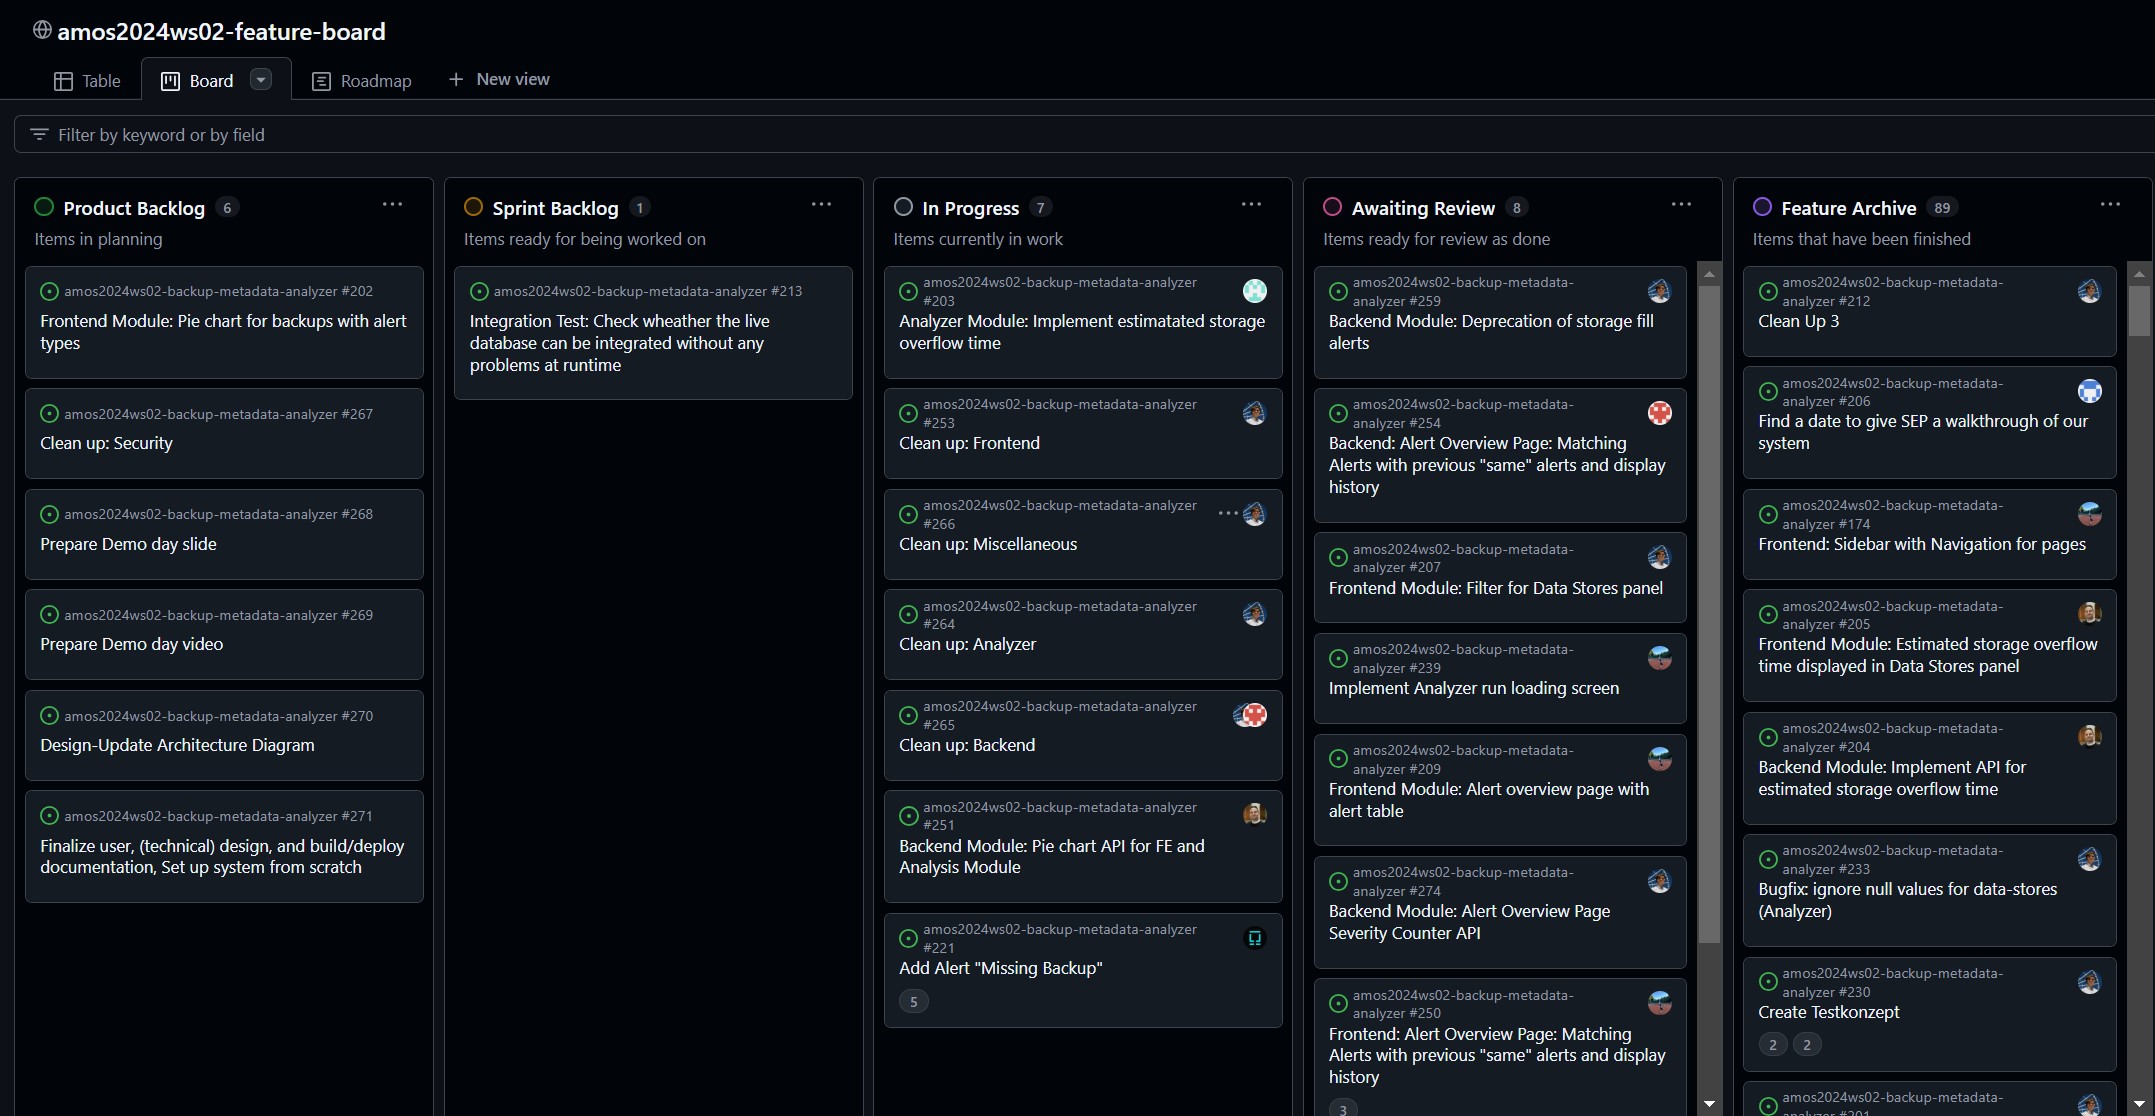 amos2024ws02-feature-board
Table
Board
Roadmap
New view
Filter by keyword or by field
Product Backlog 6
Items in planning
amos2024ws02-backup-metadata-analyzer #202
Frontend Module: Pie chart for backups with alert
types
amos2024ws02-backup-metadata-analyzer #267
Clean up: Security
amos2024ws02-backup-metadata-analyzer #268
Prepare Demo day slide
amos2024ws02-backup-metadata-analyzer #269
Prepare Demo day video
amos2024ws02-backup-metadata-analyzer #270
Design-Update Architecture Diagram
amos2024ws02-backup-metadata-analyzer #271
Finalize user, (technical) design, and build/deploy
documentation, Set up system from scratch
Sprint Backlog 1
Items ready for being worked on
amos2024ws02-backup-metadata-analyzer #213
Integration Test: Check wheather the live
database can be integrated without any
problems at runtime
In Progress 7
Items currently in work
amos2024ws02-backup-metadata-analyzer
#203
Analyzer Module: Implement estimatated storage
overflow time
amos2024ws02-backup-metadata-analyzer
#253
Clean up: Frontend
amos2024ws02-backup-metadata-analyzer
#266
Clean up: Miscellaneous
amos2024ws02-backup-metadata-analyzer
#264
Clean up: Analyzer
amos2024ws02-backup-metadata-analyzer
#265
Clean up: Backend
amos2024ws02-backup-metadata-analyzer
#251
Backend Module: Pie chart API for FE and
Analysis Module
amos2024ws02-backup-metadata-analyzer
#221
Add Alert "Missing Backup"
5
Awaiting Review 8
Items ready for review as done
amos2024ws02-backup-metadata-
analyzer #259
Backend Module: Deprecation of storage fill
alerts
amos2024ws02-backup-metadata-
analyzer #254
Backend: Alert Overview Page: Matching
Alerts with previous "same" alerts and display
history
amos2024ws02-backup-metadata-
analyzer #207
Frontend Module: Filter for Data Stores panel
amos2024ws02-backup-metadata-
analyzer #239
Implement Analyzer run loading screen
amos2024ws02-backup-metadata-
analyzer #209
Frontend Module: Alert overview page with
alert table
amos2024ws02-backup-metadata-
analyzer #274
Backend Module: Alert Overview Page
Severity Counter API
amos2024ws02-backup-metadata-
analyzer #250
Frontend: Alert Overview Page: Matching
Alerts with previous "same" alerts and display
history
3
Feature Archive 89
Items that have been finished
amos2024ws02-backup-metadata-
analyzer #212
Clean Up 3
amos2024ws02-backup-metadata-
analyzer #206
Find a date to give SEP a walkthrough of our
system
amos2024ws02-backup-metadata-
analyzer #174
Frontend: Sidebar with Navigation for pages
amos2024ws02-backup-metadata-
analyzer #205
Frontend Module: Estimated storage overflow
time displayed in Data Stores panel
amos2024ws02-backup-metadata-
analyzer #204
Backend Module: Implement API for
estimated storage overflow time
amos2024ws02-backup-metadata-
analyzer #233
Bugfix: ignore null values for data-stores
(Analyzer)
amos2024ws02-backup-metadata-
analyzer #230
Create Testkonzept
2 2
amos2024ws02-backup-metadata-